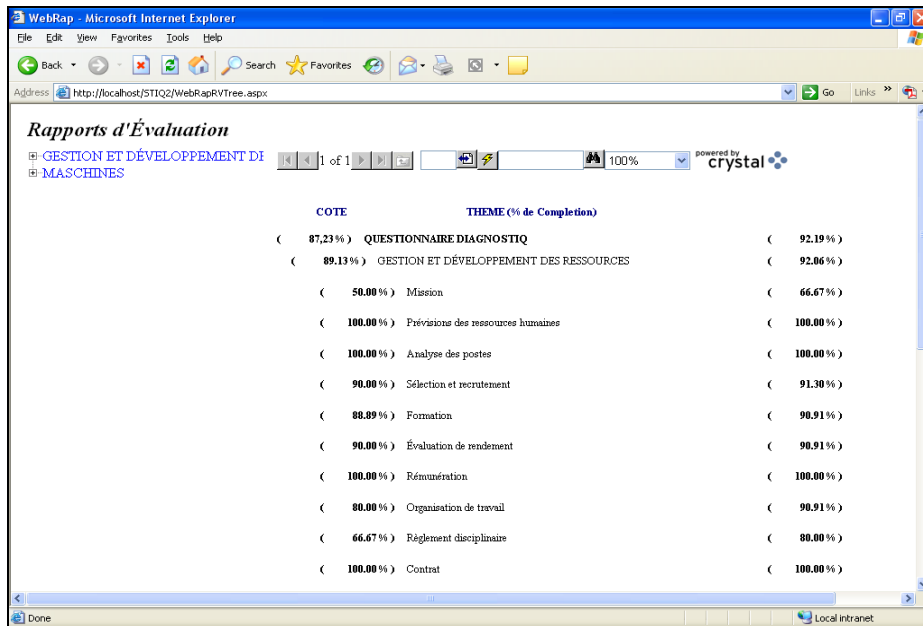 WebRap - Microsoft Internet Explorer
File Edit View Favorites Tools Help
Back Search Favorites
Address http://localhost/STIQ2/WebRapRVTree.aspx Go Links »
Rapports d'Évaluation
GESTION ET DÉVELOPPEMENT DE
MASCHINES
1 of 1 100% powered by crystal
COTE THEME (% de Completion)
( 87,23% ) QUESTIONNAIRE DIAGNOSTIQ ( 92.19% )
( 89.13% ) GESTION ET DÉVELOPPEMENT DES RESSOURCES ( 92.06% )
( 50.00% ) Mission ( 66.67% )
( 100.00% ) Prévisions des ressources humaines ( 100.00% )
( 100.00% ) Analyse des postes ( 100.00% )
( 90.00% ) Sélection et recrutement ( 91.30% )
( 88.89% ) Formation ( 90.91% )
( 90.00% ) Évaluation de rendement ( 90.91% )
( 100.00% ) Rémunération ( 100.00% )
( 80.00% ) Organisation de travail ( 90.91% )
( 66.67% ) Règlement disciplinaire ( 80.00% )
( 100.00% ) Contrat ( 100.00% )
Done Local intranet